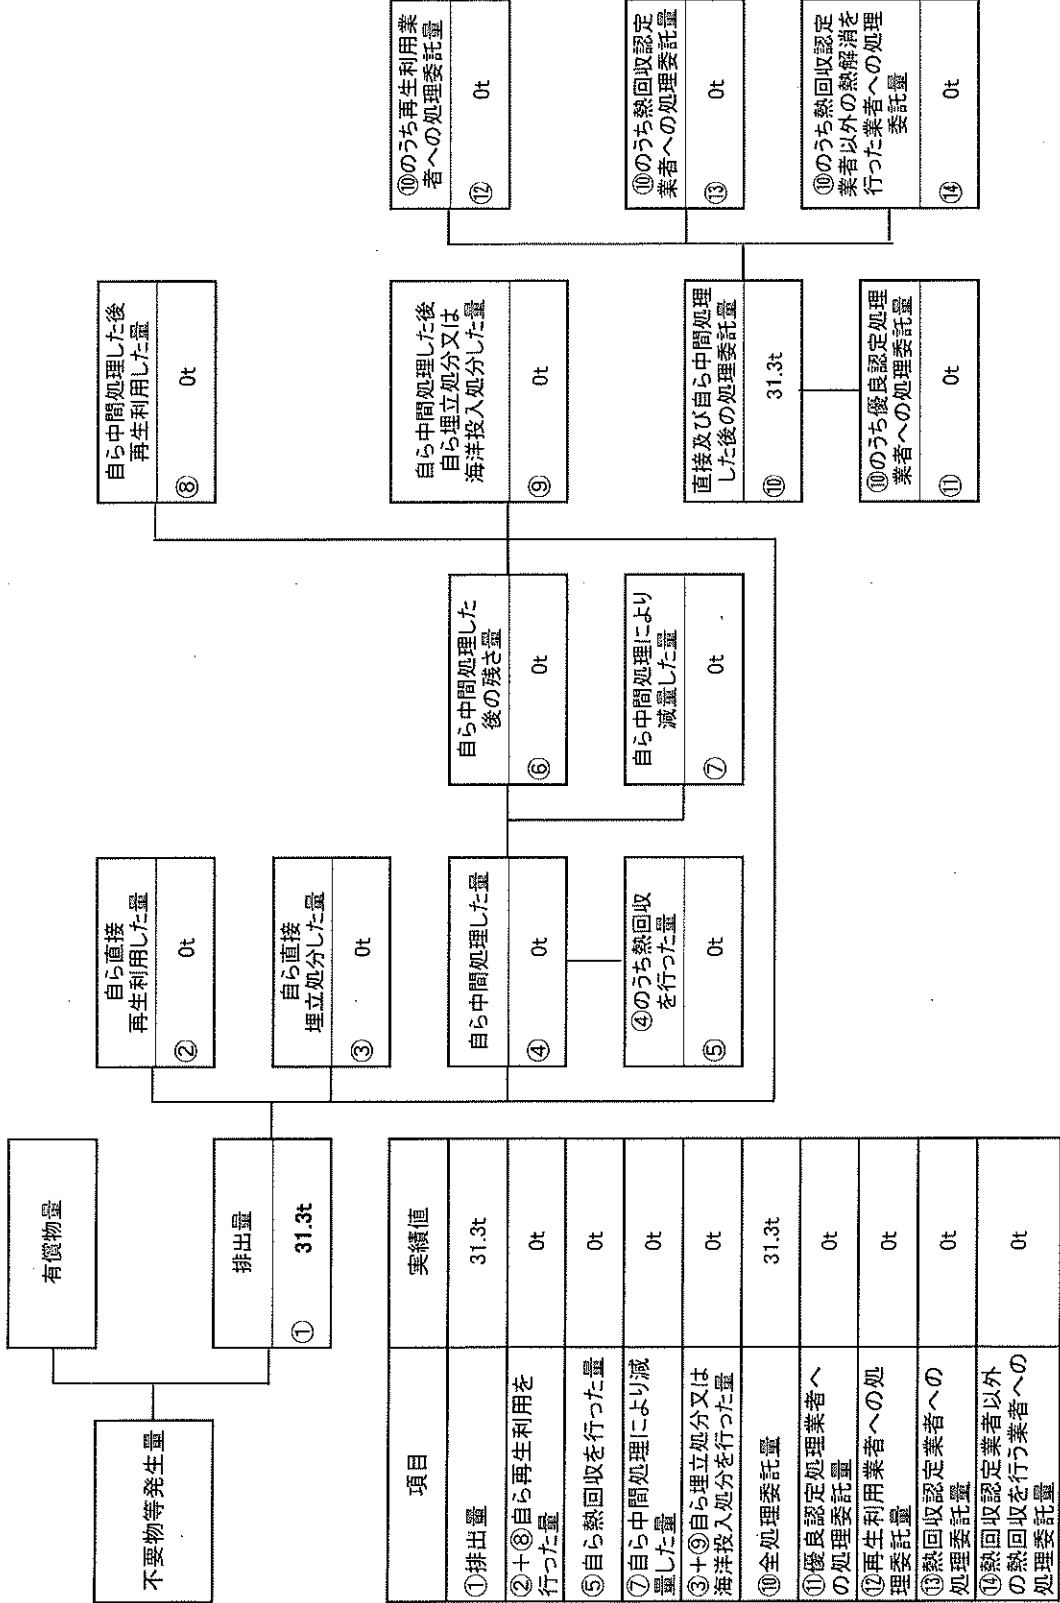 不要物等発生量
有償物量
排出量
① 31.3t
自ら直接
再生利用した量
② 0t
自ら直接
埋立処分した量
③ 0t
自ら中間処理した量
④ 0t
④のうち熱回収
を行った量
⑤ 0t
自ら中間処理した
後の残さ量
⑥ 0t
自ら中間処理により
減量した量
⑦ 0t
自ら中間処理した後
再生利用した量
⑧ 0t
自ら中間処理した後
自ら埋立処分又は
海洋投入処分した量
⑨ 0t
直接及び自ら中間処理
した後の処理委託量
⑩ 31.3t
⑩のうち優良認定処理
業者への処理委託量
⑪ 0t
⑩のうち再生利用業
者への処理委託量
⑫ 0t
⑩のうち熱回収認定
業者への処理委託量
⑬ 0t
⑩のうち熱回収認定
業者以外の熱解消を
行った業者への処理
委託量
⑭ 0t
項目 実績値
①排出量 31.3t
②+⑧自ら再生利用を
行った量 0t
⑤自ら熱回収を行った量 0t
⑦自ら中間処理により減
量した量 0t
③+⑨自ら埋立処分又は
海洋投入処分を行った量 0t
⑩全処理委託量 31.3t
⑪優良認定処理業者へ
の処理委託量 0t
⑫再生利用業者への処
理委託量 0t
⑬熱回収認定業者への
処理委託量 0t
⑭熱回収認定業者以外
の熱回収を行う業者への
処理委託量 0t